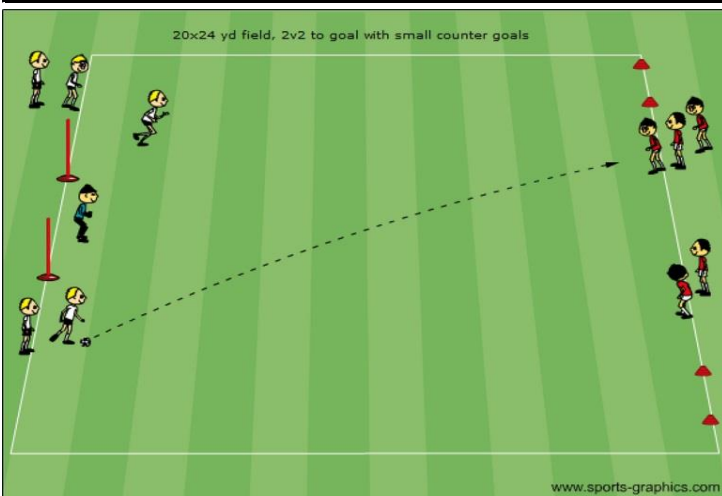 20x24 yd field, 2v2 to goal with small counter goals
www.sports-graphics.com